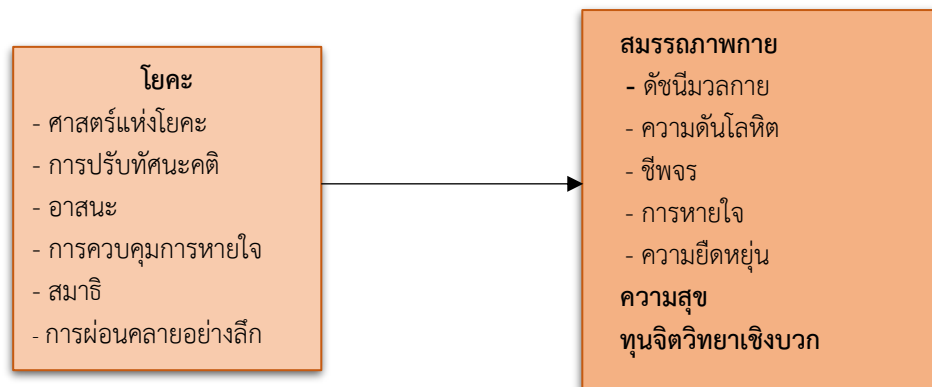 โยคะ
- ศาสตร์แห่งโยคะ
- การปรับทัศนะคติ
- อาสนะ
- การควบคุมการหายใจ
- สมาธิ
- การผ่อนคลายอย่างลึก
สมรรถภาพกาย
- ดัชนีมวลกาย
- ความดันโลหิต
- ชีพจร
- การหายใจ
- ความยืดหยุ่น
ความสุข
ทุนจิตวิทยาเชิงบวก